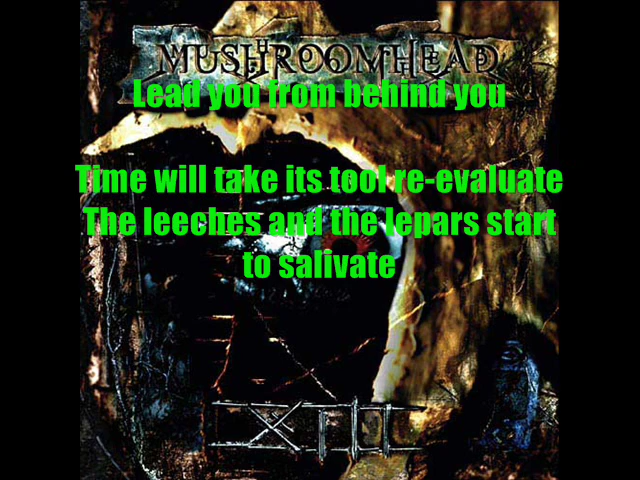 MUSHROOMHEAD
Lead you from behind you
Time will take its tool re-evaluate
The leeches and the lepars start
to salivate
XIII